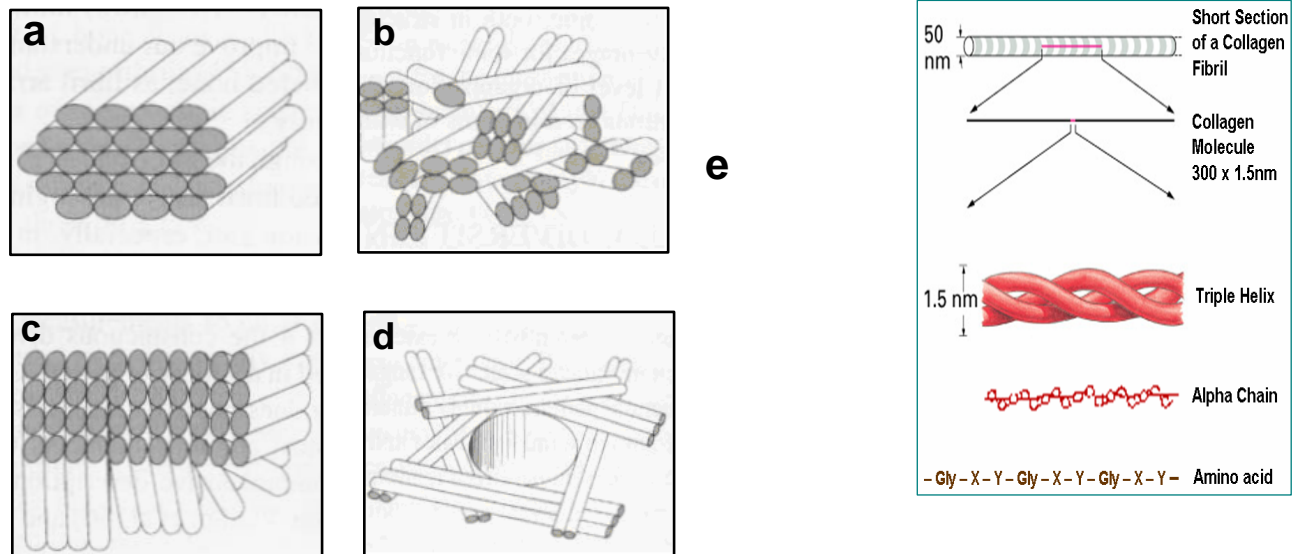 a
b
c
d
e
50
nm
Short Section
of a Collagen
Fibril
Collagen
Molecule
300 x 1.5nm
1.5 nm
Triple Helix
Alpha Chain
– Gly – X – Y – Gly – X – Y – Gly – X – Y –
Amino acid